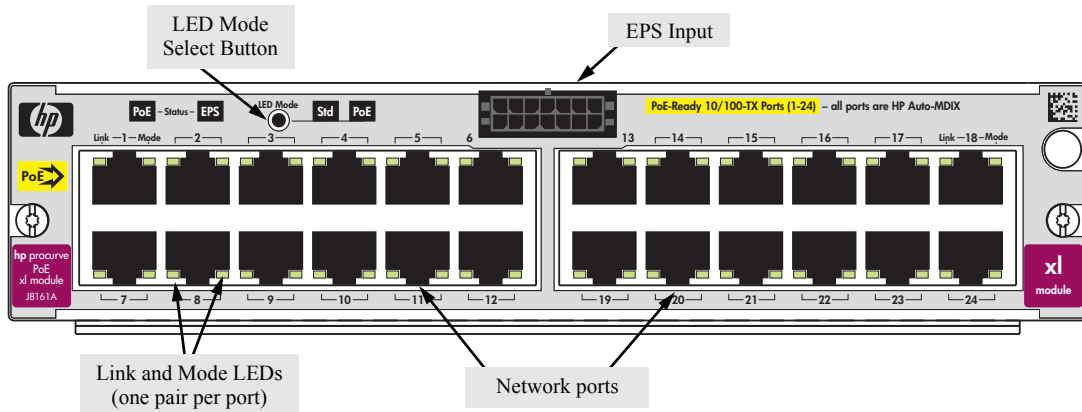 LED Mode
Select Button
EPS Input
hp
PoE – Status – EPS
LED Mode
Std PoE
PoE-Ready 10/100-TX Ports (1-24) – all ports are HP Auto-MDIX
Link 1 Mode 2 3 4 5 6 13 14 15 16 17 Link 18 Mode
PoE
hp procurve
PoE
xl module
J8161A
xl
module
7 8 9 10 11 12 19 20 21 22 23 24
Link and Mode LEDs
(one pair per port)
Network ports